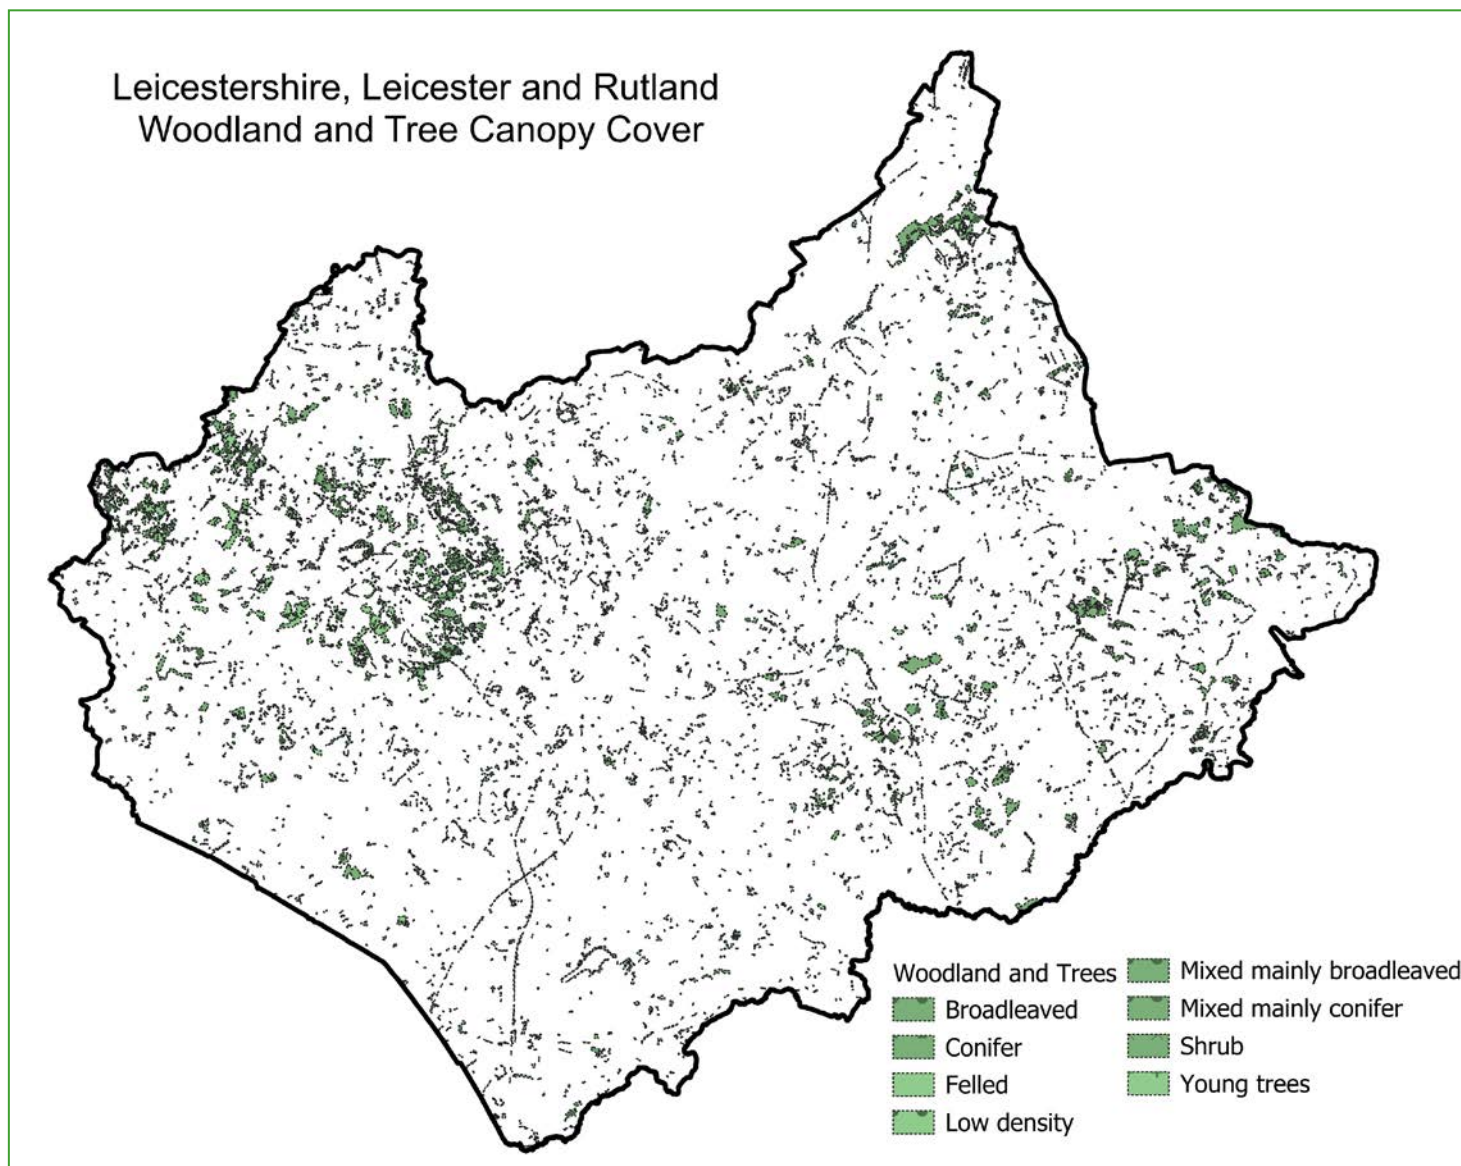 Leicestershire, Leicester and Rutland
Woodland and Tree Canopy Cover
Woodland and Trees
Broadleaved
Conifer
Felled
Low density
Mixed mainly broadleaved
Mixed mainly conifer
Shrub
Young trees